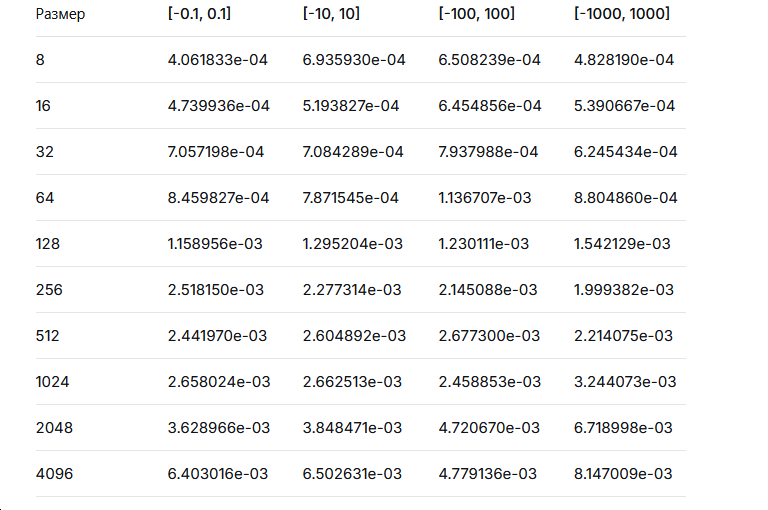 Размер [-0.1, 0.1] [-10, 10] [-100, 100] [-1000, 1000]
8 4.061833e-04 6.935930e-04 6.508239e-04 4.828190e-04
16 4.739936e-04 5.193827e-04 6.454856e-04 5.390667e-04
32 7.057198e-04 7.084289e-04 7.937988e-04 6.245434e-04
64 8.459827e-04 7.871545e-04 1.136707e-03 8.804860e-04
128 1.158956e-03 1.295204e-03 1.230111e-03 1.542129e-03
256 2.518150e-03 2.277314e-03 2.145088e-03 1.999382e-03
512 2.441970e-03 2.604892e-03 2.677300e-03 2.214075e-03
1024 2.658024e-03 2.662513e-03 2.458853e-03 3.244073e-03
2048 3.628966e-03 3.848471e-03 4.720670e-03 6.718998e-03
4096 6.403016e-03 6.502631e-03 4.779136e-03 8.147009e-03